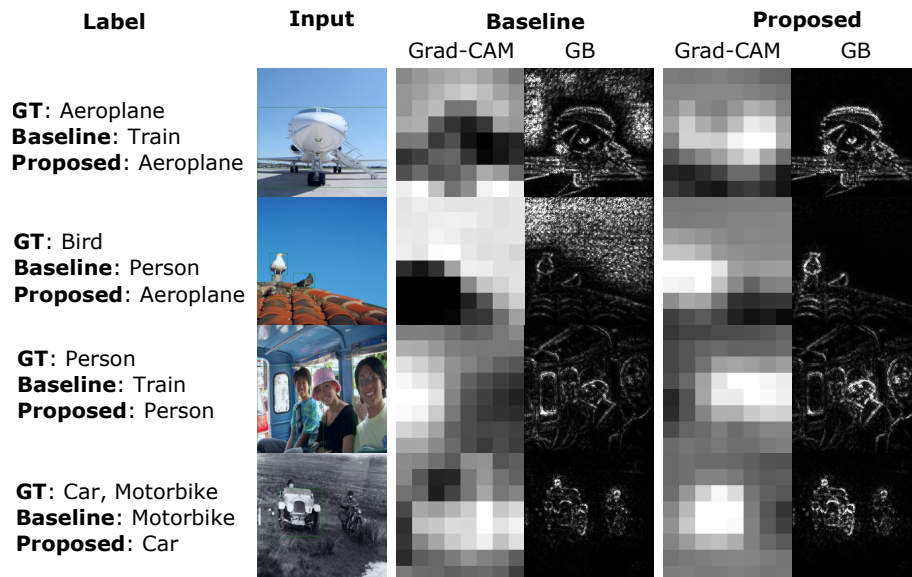 Label Input Baseline Proposed
Grad-CAM GB Grad-CAM GB
GT: Aeroplane
Baseline: Train
Proposed: Aeroplane
GT: Bird
Baseline: Person
Proposed: Aeroplane
GT: Person
Baseline: Train
Proposed: Person
GT: Car, Motorbike
Baseline: Motorbike
Proposed: Car